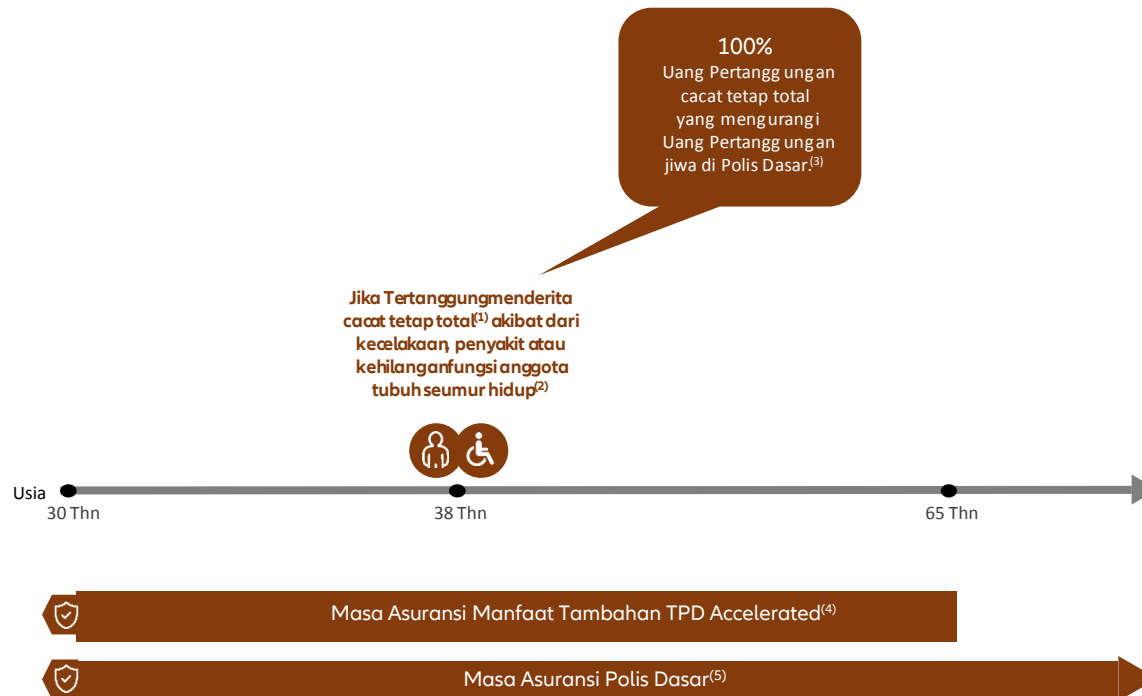 100%
Uang Pertanggungan
cacat tetap total
yang mengurangi
Uang Pertanggungan
jiwa di Polis Dasar.(3)
Jika Tertanggung menderita
cacat tetap total(1) akibat dari
kecelakaan, penyakit atau
kehilangan fungsi anggota
tubuh seumur hidup(2)
Usia
30 Thn
38 Thn
65 Thn
Masa Asuransi Manfaat Tambahan TPD Accelerated(4)
Masa Asuransi Polis Dasar(5)